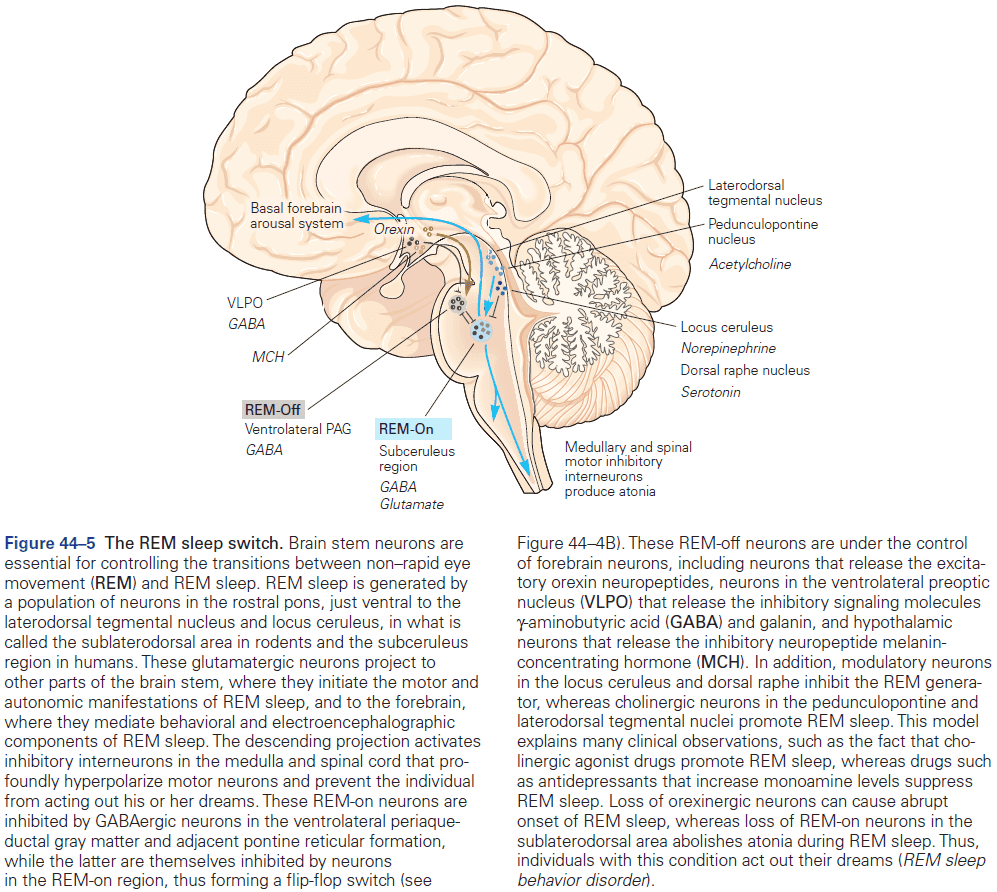 Laterodorsal
tegmental nucleus
Pedunculopontine
nucleus
Acetylcholine
Basal forebrain
arousal system
Orexin
VLPO
GABA
MCH
Locus ceruleus
Norepinephrine
Dorsal raphe nucleus
Serotonin
REM-Off
Ventrolateral PAG
GABA
REM-On
Subceruleus
region
GABA
Glutamate
Medullary and spinal
motor inhibitory
interneurons
produce atonia
Figure 44–5 The REM sleep switch. Brain stem neurons are
essential for controlling the transitions between non–rapid eye
movement (REM) and REM sleep. REM sleep is generated by
a population of neurons in the rostral pons, just ventral to the
laterodorsal tegmental nucleus and locus ceruleus, in what is
called the sublaterodorsal area in rodents and the subceruleus
region in humans. These glutamatergic neurons project to
other parts of the brain stem, where they initiate the motor and
autonomic manifestations of REM sleep, and to the forebrain,
where they mediate behavioral and electroencephalographic
components of REM sleep. The descending projection activates
inhibitory interneurons in the medulla and spinal cord that pro-
foundly hyperpolarize motor neurons and prevent the individual
from acting out his or her dreams. These REM-on neurons are
inhibited by GABAergic neurons in the ventrolateral periaque-
ductal gray matter and adjacent pontine reticular formation,
while the latter are themselves inhibited by neurons
in the REM-on region, thus forming a flip-flop switch (see
Figure 44–4B). These REM-off neurons are under the control
of forebrain neurons, including neurons that release the excita-
tory orexin neuropeptides, neurons in the ventrolateral preoptic
nucleus (VLPO) that release the inhibitory signaling molecules
γ-aminobutyric acid (GABA) and galanin, and hypothalamic
neurons that release the inhibitory neuropeptide melanin-
concentrating hormone (MCH). In addition, modulatory neurons
in the locus ceruleus and dorsal raphe inhibit the REM genera-
tor, whereas cholinergic neurons in the pedunculopontine and
laterodorsal tegmental nuclei promote REM sleep. This model
explains many clinical observations, such as the fact that cho-
linergic agonist drugs promote REM sleep, whereas drugs such
as antidepressants that increase monoamine levels suppress
REM sleep. Loss of orexinergic neurons can cause abrupt
onset of REM sleep, whereas loss of REM-on neurons in the
sublaterodorsal area abolishes atonia during REM sleep. Thus,
individuals with this condition act out their dreams (REM sleep
behavior disorder).